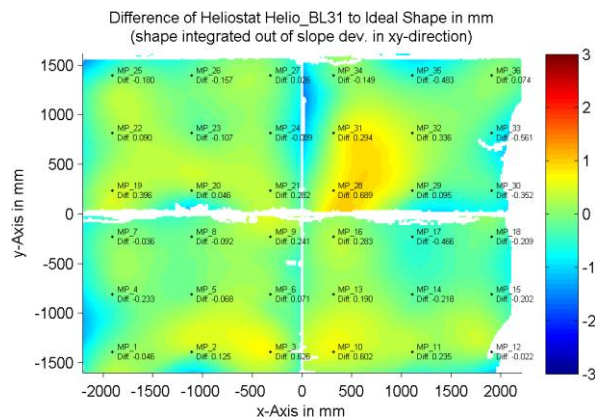 Difference of Heliostat Helio_BL31 to Ideal Shape in mm
(shape integrated out of slope dev. in xy-direction)
1500
1000
500
0
-500
-1000
-1500
y-Axis in mm
MP_25 MP_26 MP_27 MP_34 MP_35 MP_36
Diff. -0.180 Diff. -0.157 Diff. 0.026 Diff. -0.149 Diff. -0.483 Diff. 0.074
MP_22 MP_23 MP_24 MP_31 MP_32 MP_33
Diff. 0.090 Diff. -0.107 Diff. -0.089 Diff. 0.294 Diff. 0.336 Diff. -0.561
MP_19 MP_20 MP_21 MP_28 MP_29 MP_30
Diff. 0.396 Diff. 0.046 Diff. 0.282 Diff. 0.689 Diff. 0.095 Diff. -0.352
MP_7 MP_8 MP_9 MP_16 MP_17 MP_18
Diff. -0.036 Diff. -0.092 Diff. 0.241 Diff. 0.283 Diff. -0.466 Diff. -0.209
MP_4 MP_5 MP_6 MP_13 MP_14 MP_15
Diff. -0.233 Diff. -0.068 Diff. 0.071 Diff. 0.190 Diff. -0.218 Diff. -0.202
MP_1 MP_2 MP_3 MP_10 MP_11 MP_12
Diff. -0.046 Diff. 0.125 Diff. 0.626 Diff. 0.602 Diff. 0.235 Diff. -0.022
-2000 -1500 -1000 -500 0 500 1000 1500 2000
x-Axis in mm
3
2
1
0
-1
-2
-3